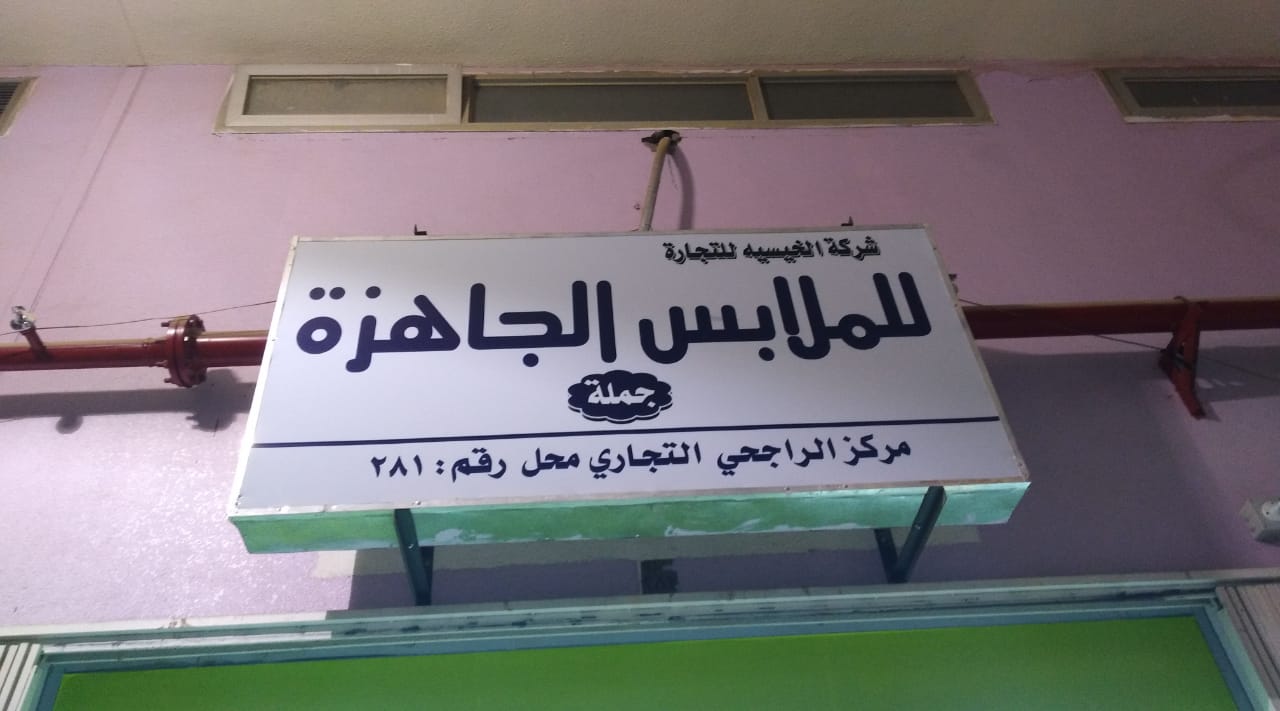 شركة الخيسيه للتجارة
للملابس الجاهزة
جملة
مركز الراجحي التجاري محل رقم : ٢٨١